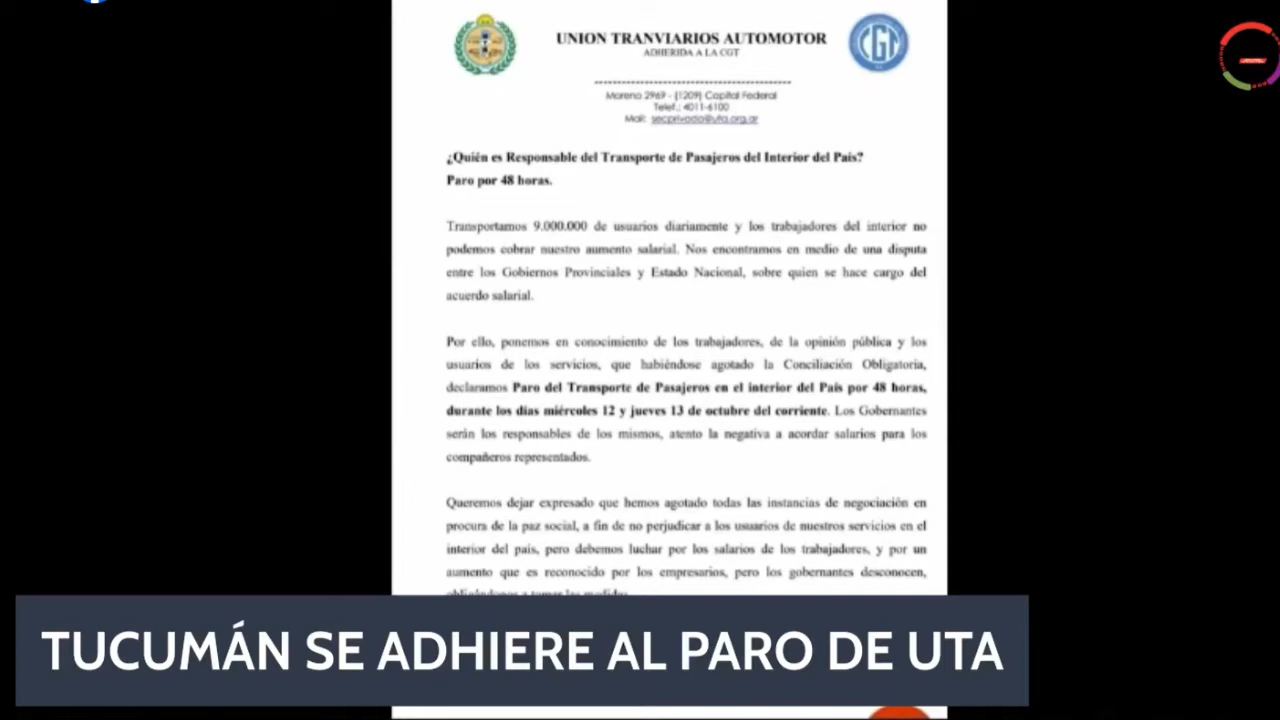 UNION TRANVIARIOS AUTOMOTOR
ADHERIDA A LA CGT
CGT
Moreno 2969 - (1209) Capital Federal
Telef.: 4011-6100
Mail: secprivada@uta.org.ar
¿Quién es Responsable del Transporte de Pasajeros del Interior del País?
Paro por 48 horas.
Transportamos 9.000.000 de usuarios diariamente y los trabajadores del interior no
podemos cobrar nuestro aumento salarial. Nos encontramos en medio de una disputa
entre los Gobiernos Provinciales y Estado Nacional, sobre quien se hace cargo del
acuerdo salarial.
Por ello, ponemos en conocimiento de los trabajadores, de la opinión pública y los
usuarios de los servicios, que habiéndose agotado la Conciliación Obligatoria,
declaramos Paro del Transporte de Pasajeros en el interior del País por 48 horas,
durante los días miércoles 12 y jueves 13 de octubre del corriente. Los Gobernantes
serán los responsables de los mismos, atento la negativa a acordar salarios para los
compañeros representados.
Queremos dejar expresado que hemos agotado todas las instancias de negociación en
procura de la paz social, a fin de no perjudicar a los usuarios de nuestros servicios en el
interior del país, pero debemos luchar por los salarios de los trabajadores, y por un
aumento que es reconocido por los empresarios, pero los gobernantes desconocen,
TUCUMÁN SE ADHIERE AL PARO DE UTA